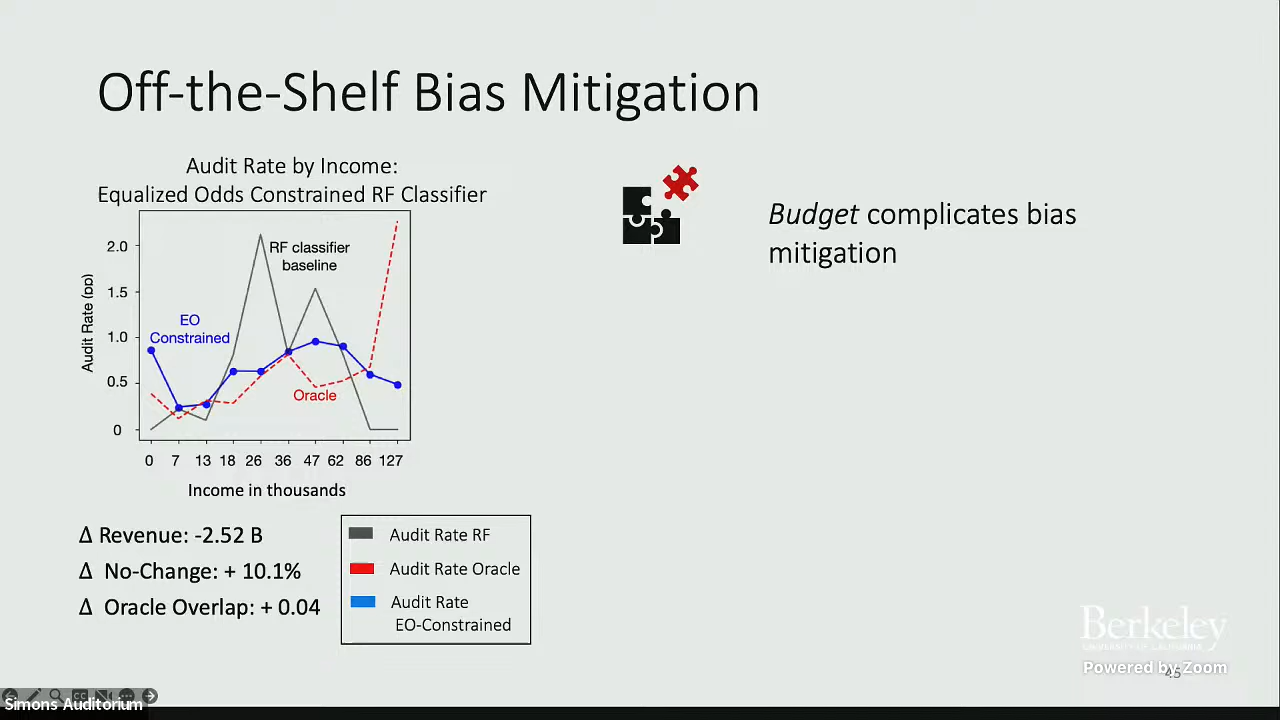 Off-the-Shelf Bias Mitigation
Audit Rate by Income:
Equalized Odds Constrained RF Classifier
Budget complicates bias
mitigation
Audit Rate (pp)
2.0
1.5
1.0
0.5
0
RF classifier
baseline
EO
Constrained
Oracle
0 7 13 18 26 36 47 62 86 127
Income in thousands
Δ Revenue: -2.52 B
Δ No-Change: + 10.1%
Δ Oracle Overlap: + 0.04
Audit Rate RF
Audit Rate Oracle
Audit Rate
EO-Constrained
Berkeley
UNIVERSITY OF CALIFORNIA
Powered by Zoom
45
Simons Auditorium